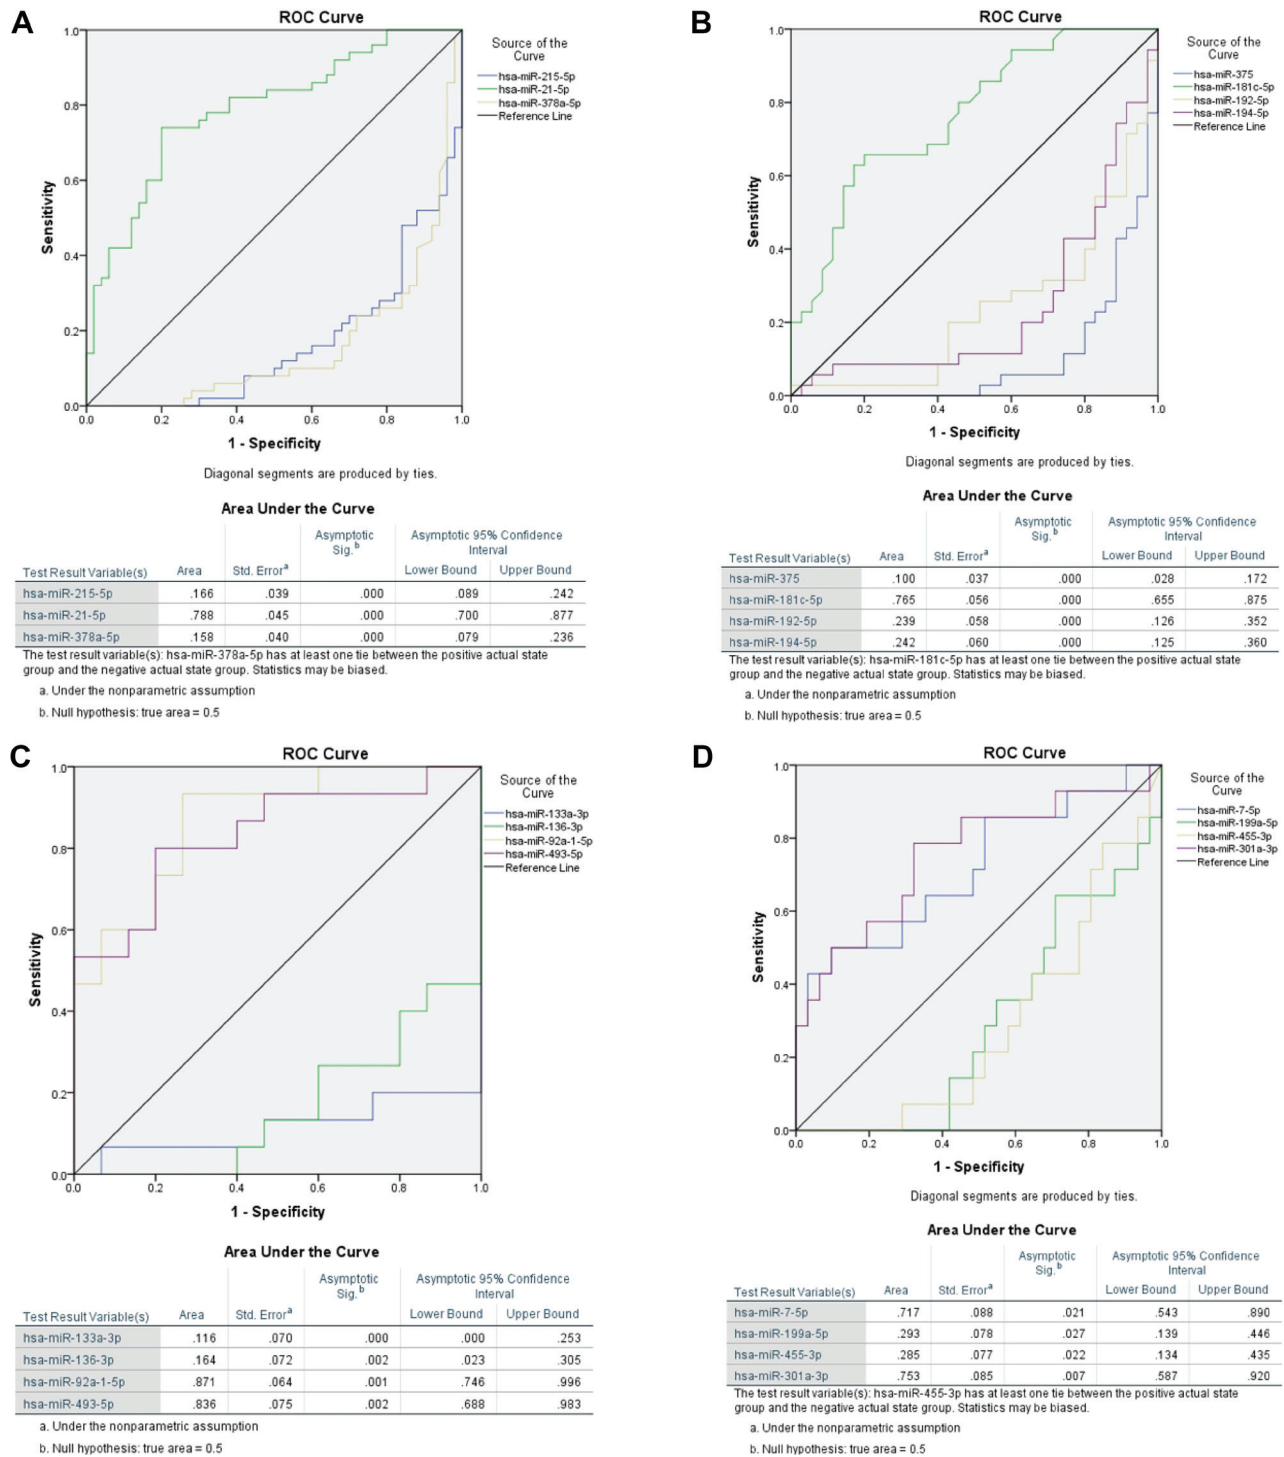 A
ROC Curve
Source of the
Curve
hsa-miR-215-5p
hsa-miR-21-5p
hsa-miR-378a-5p
Reference Line
Sensitivity
1.0
0.8
0.6
0.4
0.2
0.0
0.0 0.2 0.4 0.6 0.8 1.0
1 - Specificity
Diagonal segments are produced by ties.
Area Under the Curve
Asymptotic Asymptotic 95% Confidence
Sig.b Interval
Test Result Variable(s) Area Std. Errora Lower Bound Upper Bound
hsa-miR-215-5p .166 .039 .000 .089 .242
hsa-miR-21-5p .788 .045 .000 .700 .877
hsa-miR-378a-5p .158 .040 .000 .079 .236
The test result variable(s): hsa-miR-378a-5p has at least one tie between the positive actual state
group and the negative actual state group. Statistics may be biased.
a. Under the nonparametric assumption
b. Null hypothesis: true area = 0.5
B
ROC Curve
Source of the
Curve
hsa-miR-375
hsa-miR-181c-5p
hsa-miR-192-5p
hsa-miR-194-5p
Reference Line
Sensitivity
1.0
0.8
0.6
0.4
0.2
0.0
0.0 0.2 0.4 0.6 0.8 1.0
1 - Specificity
Diagonal segments are produced by ties.
Area Under the Curve
Asymptotic Asymptotic 95% Confidence
Sig.b Interval
Test Result Variable(s) Area Std. Errora Lower Bound Upper Bound
hsa-miR-375 .100 .037 .000 .028 .172
hsa-miR-181c-5p .765 .056 .000 .655 .875
hsa-miR-192-5p .239 .058 .000 .126 .352
hsa-miR-194-5p .242 .060 .000 .125 .360
The test result variable(s): hsa-miR-181c-5p has at least one tie between the positive actual state
group and the negative actual state group. Statistics may be biased.
a. Under the nonparametric assumption
b. Null hypothesis: true area = 0.5
C
ROC Curve
Source of the
Curve
hsa-miR-133a-3p
hsa-miR-136-3p
hsa-miR-92a-1-5p
hsa-miR-493-5p
Reference Line
Sensitivity
1.0
0.8
0.6
0.4
0.2
0.0
0.0 0.2 0.4 0.6 0.8 1.0
1 - Specificity
Area Under the Curve
Asymptotic Asymptotic 95% Confidence
Sig.b Interval
Test Result Variable(s) Area Std. Errora Lower Bound Upper Bound
hsa-miR-133a-3p .116 .070 .000 .000 .253
hsa-miR-136-3p .164 .072 .002 .023 .305
hsa-miR-92a-1-5p .871 .064 .001 .746 .996
hsa-miR-493-5p .836 .075 .002 .688 .983
a. Under the nonparametric assumption
b. Null hypothesis: true area = 0.5
D
ROC Curve
Source of the
Curve
hsa-miR-7-5p
hsa-miR-199a-5p
hsa-miR-455-3p
hsa-miR-301a-3p
Reference Line
Sensitivity
1.0
0.8
0.6
0.4
0.2
0.0
0.0 0.2 0.4 0.6 0.8 1.0
1 - Specificity
Diagonal segments are produced by ties.
Area Under the Curve
Asymptotic Asymptotic 95% Confidence
Sig.b Interval
Test Result Variable(s) Area Std. Errora Lower Bound Upper Bound
hsa-miR-7-5p .717 .088 .021 .543 .890
hsa-miR-199a-5p .293 .078 .027 .139 .446
hsa-miR-455-3p .285 .077 .022 .134 .435
hsa-miR-301a-3p .753 .085 .007 .587 .920
The test result variable(s): hsa-miR-455-3p has at least one tie between the positive actual state
group and the negative actual state group. Statistics may be biased.
a. Under the nonparametric assumption
b. Null hypothesis: true area = 0.5